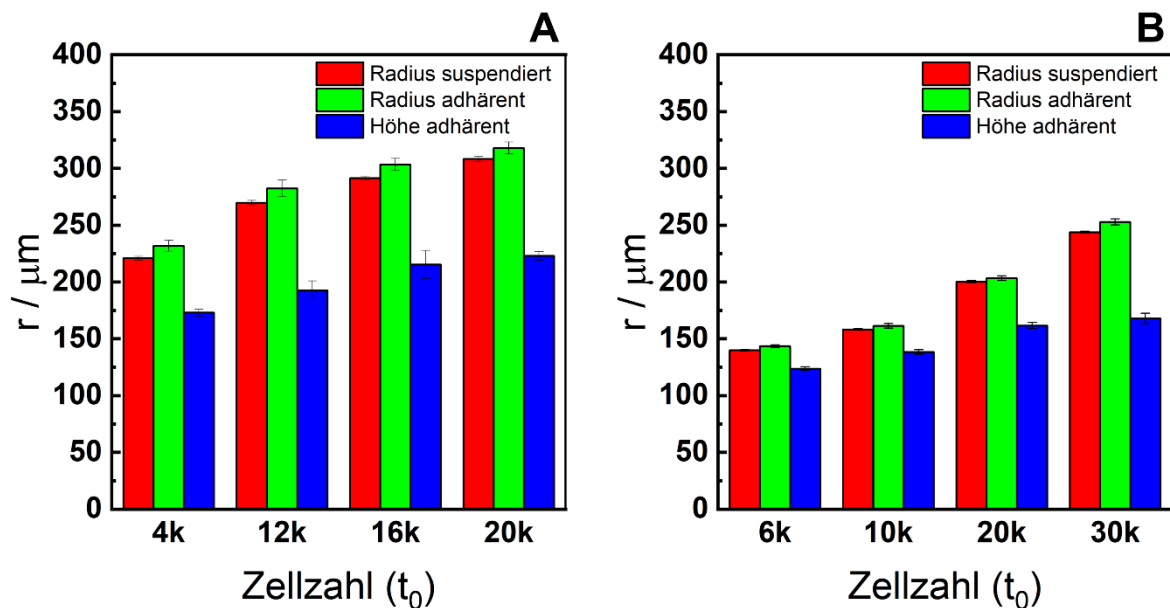 A
400
350
300
250
200
150
100
50
0
r / μm
Radius suspendiert
Radius adhärent
Höhe adhärent
4k 12k 16k 20k
Zellzahl (t₀)
B
400
350
300
250
200
150
100
50
0
r / μm
Radius suspendiert
Radius adhärent
Höhe adhärent
6k 10k 20k 30k
Zellzahl (t₀)